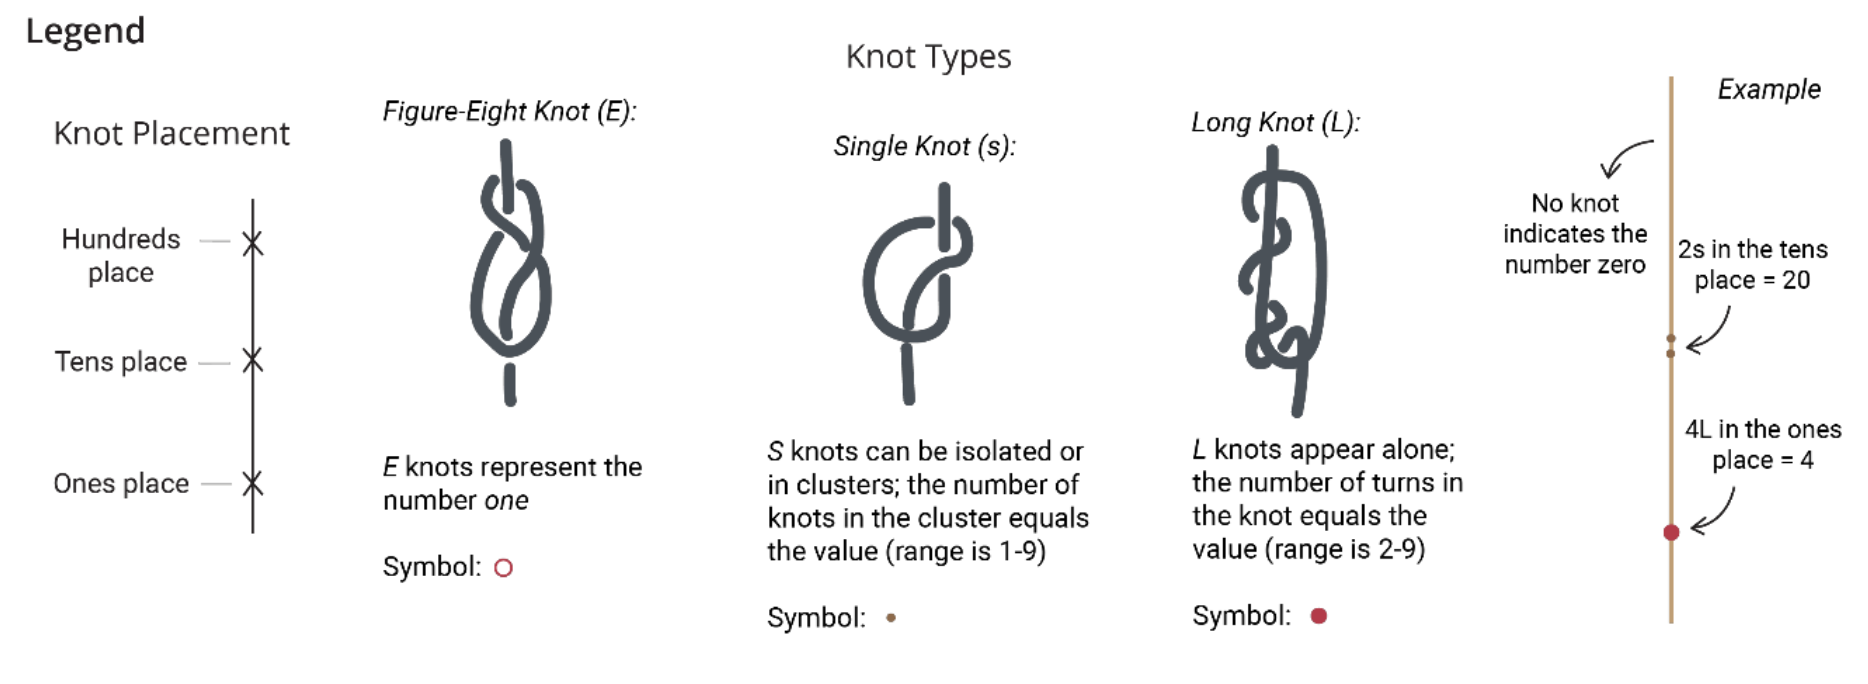 Legend
Knot Types
Knot Placement
Hundreds
place
Tens place
Ones place
Figure-Eight Knot (E):
E knots represent the
number one
Symbol:
Single Knot (s):
S knots can be isolated or
in clusters; the number of
knots in the cluster equals
the value (range is 1-9)
Symbol:
Long Knot (L):
L knots appear alone;
the number of turns in
the knot equals the
value (range is 2-9)
Symbol:
Example
No knot
indicates the
number zero
2s in the tens
place = 20
4L in the ones
place = 4